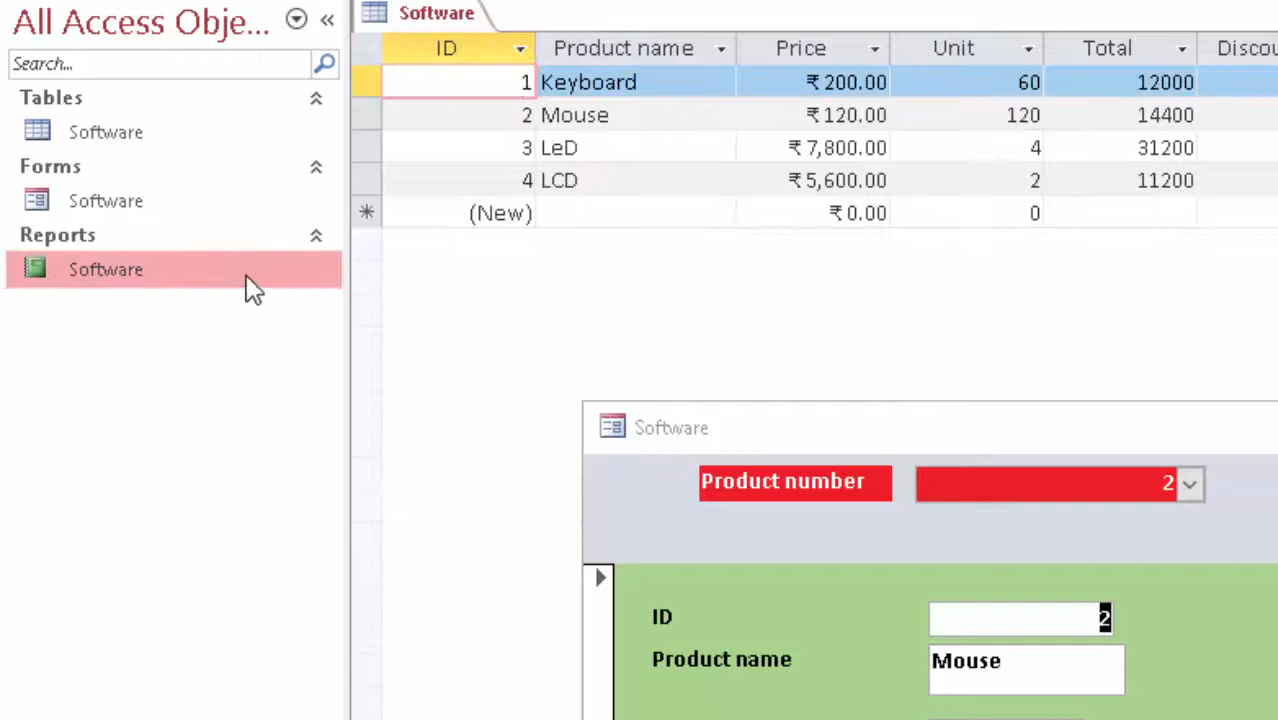 All Access Obje...
Search...
Tables
Software
Forms
Software
Reports
Software
Software
ID Product name Price Unit Total Discou
1 Keyboard ₹ 200.00 60 12000
2 Mouse ₹ 120.00 120 14400
3 LeD ₹ 7,800.00 4 31200
4 LCD ₹ 5,600.00 2 11200
(New) ₹ 0.00 0
Software
Product number 2
ID 2
Product name Mouse